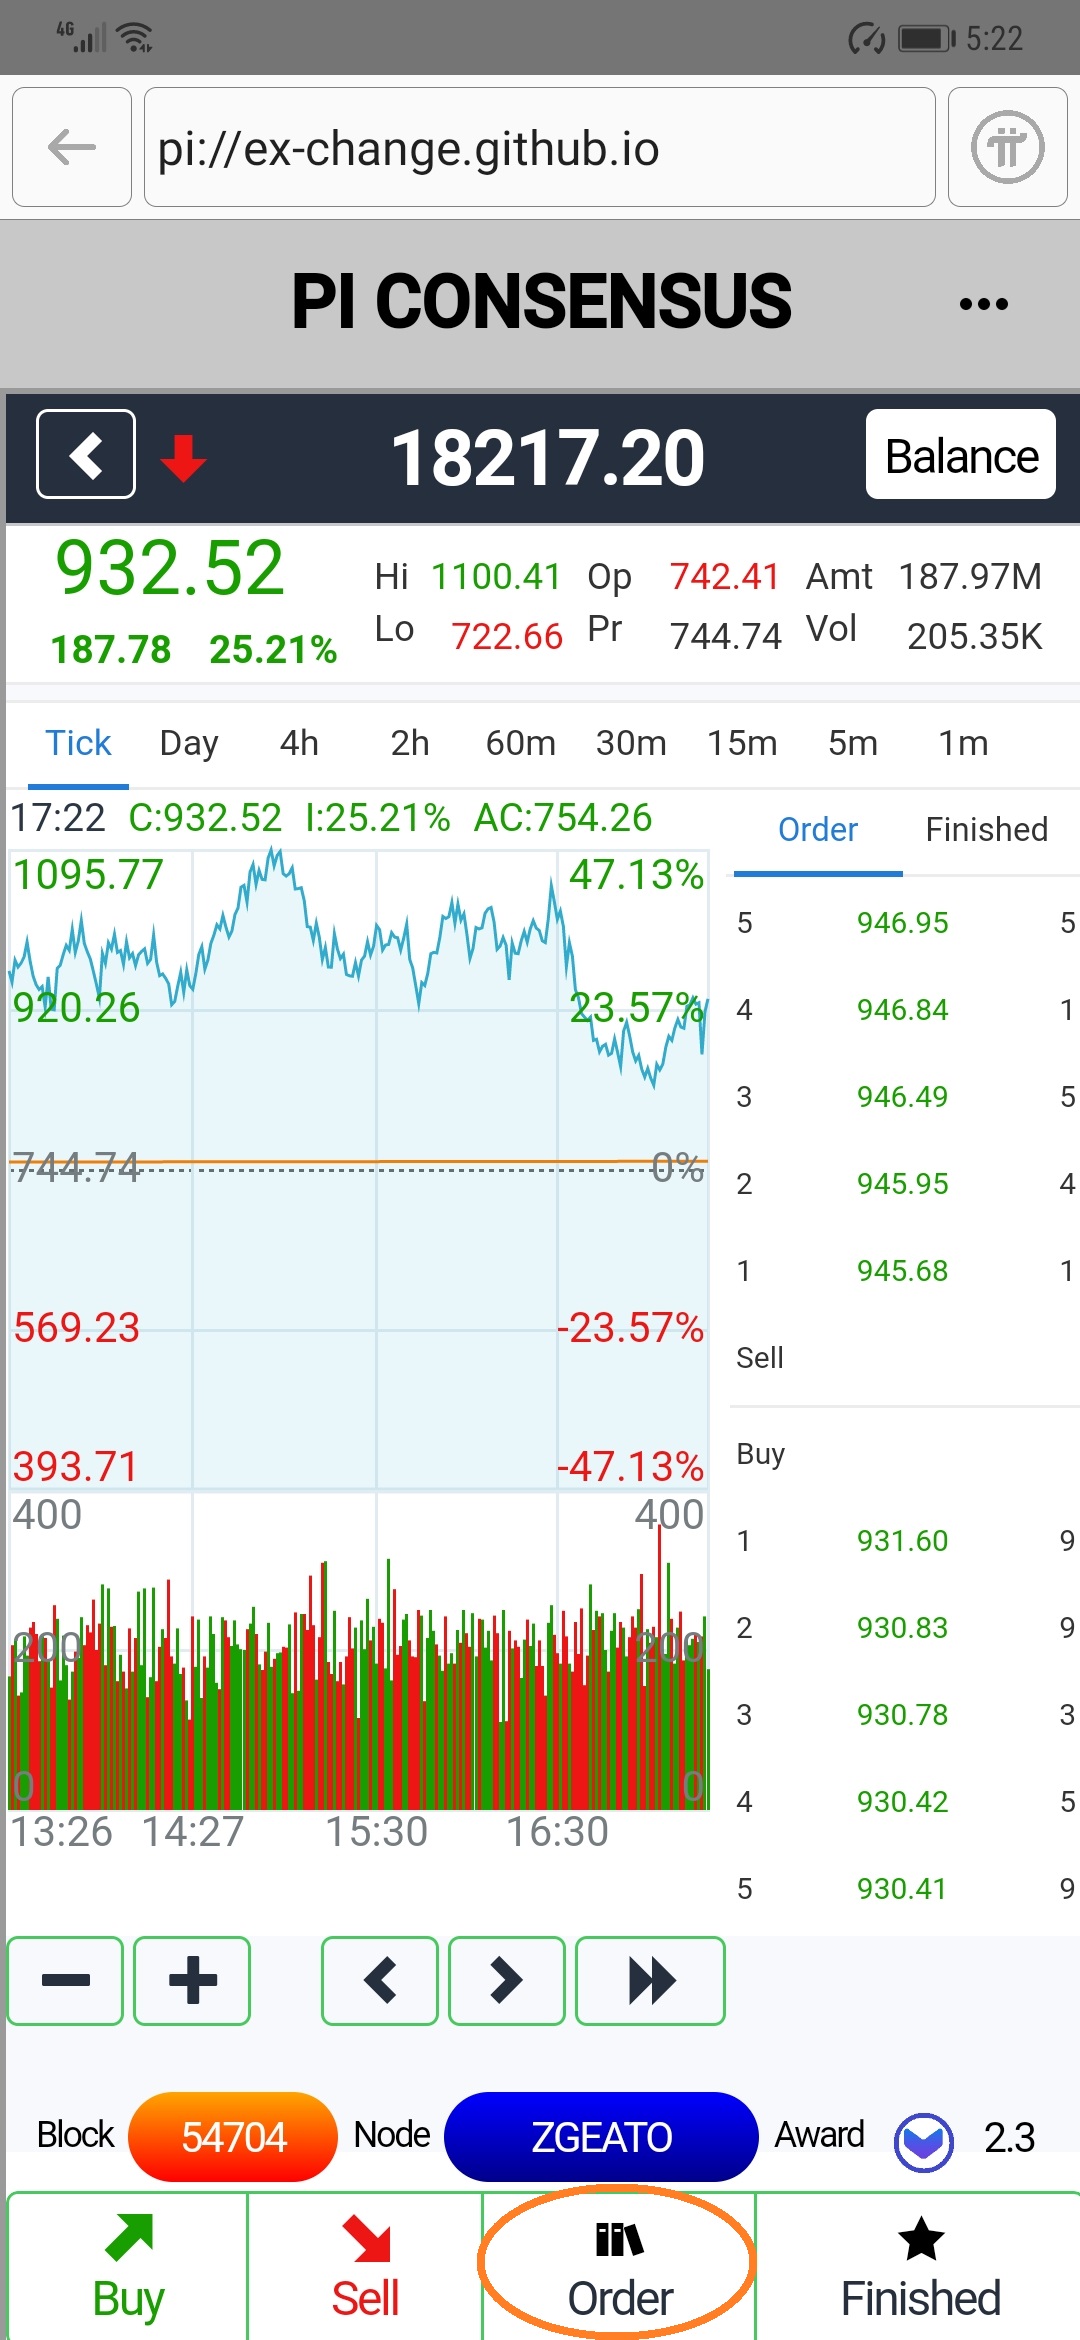 4G 5:22
pi://ex-change.github.io
PI CONSENSUS
18217.20 Balance
932.52 Hi 1100.41 Op 742.41 Amt 187.97M
187.78 25.21% Lo 722.66 Pr 744.74 Vol 205.35K
Tick Day 4h 2h 60m 30m 15m 5m 1m
17:22 C:932.52 I:25.21% AC:754.26
1095.77 47.13%
920.26 23.57%
744.74 0%
569.23 -23.57%
393.71 -47.13%
400 400
200 200
0 0
13:26 14:27 15:30 16:30
Order Finished
5 946.95 5
4 946.84 1
3 946.49 5
2 945.95 4
1 945.68 1
Sell
Buy
1 931.60 9
2 930.83 9
3 930.78 3
4 930.42 5
5 930.41 9
Block 54704 Node ZGEATO Award 2.3
Buy Sell Order Finished